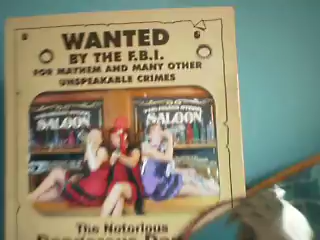 WANTED
BY THE F.B.I.
FOR MAYHEM AND MANY OTHER
UNSPEAKABLE CRIMES
SALOON
SALOON
The Notorious